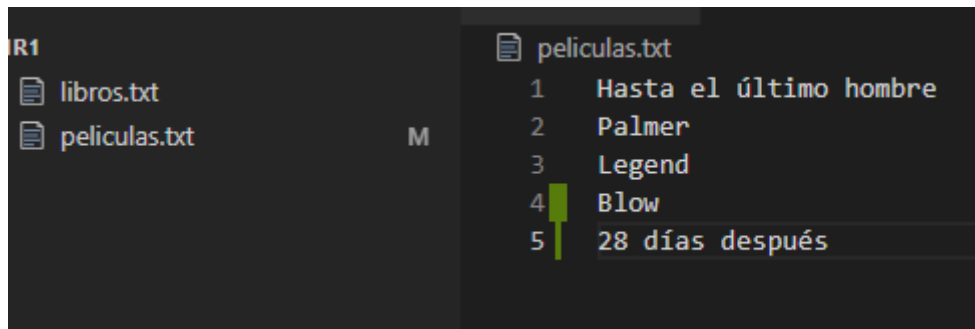 IR1
libros.txt
peliculas.txt M
peliculas.txt
1 Hasta el último hombre
2 Palmer
3 Legend
4 Blow
5 28 días después